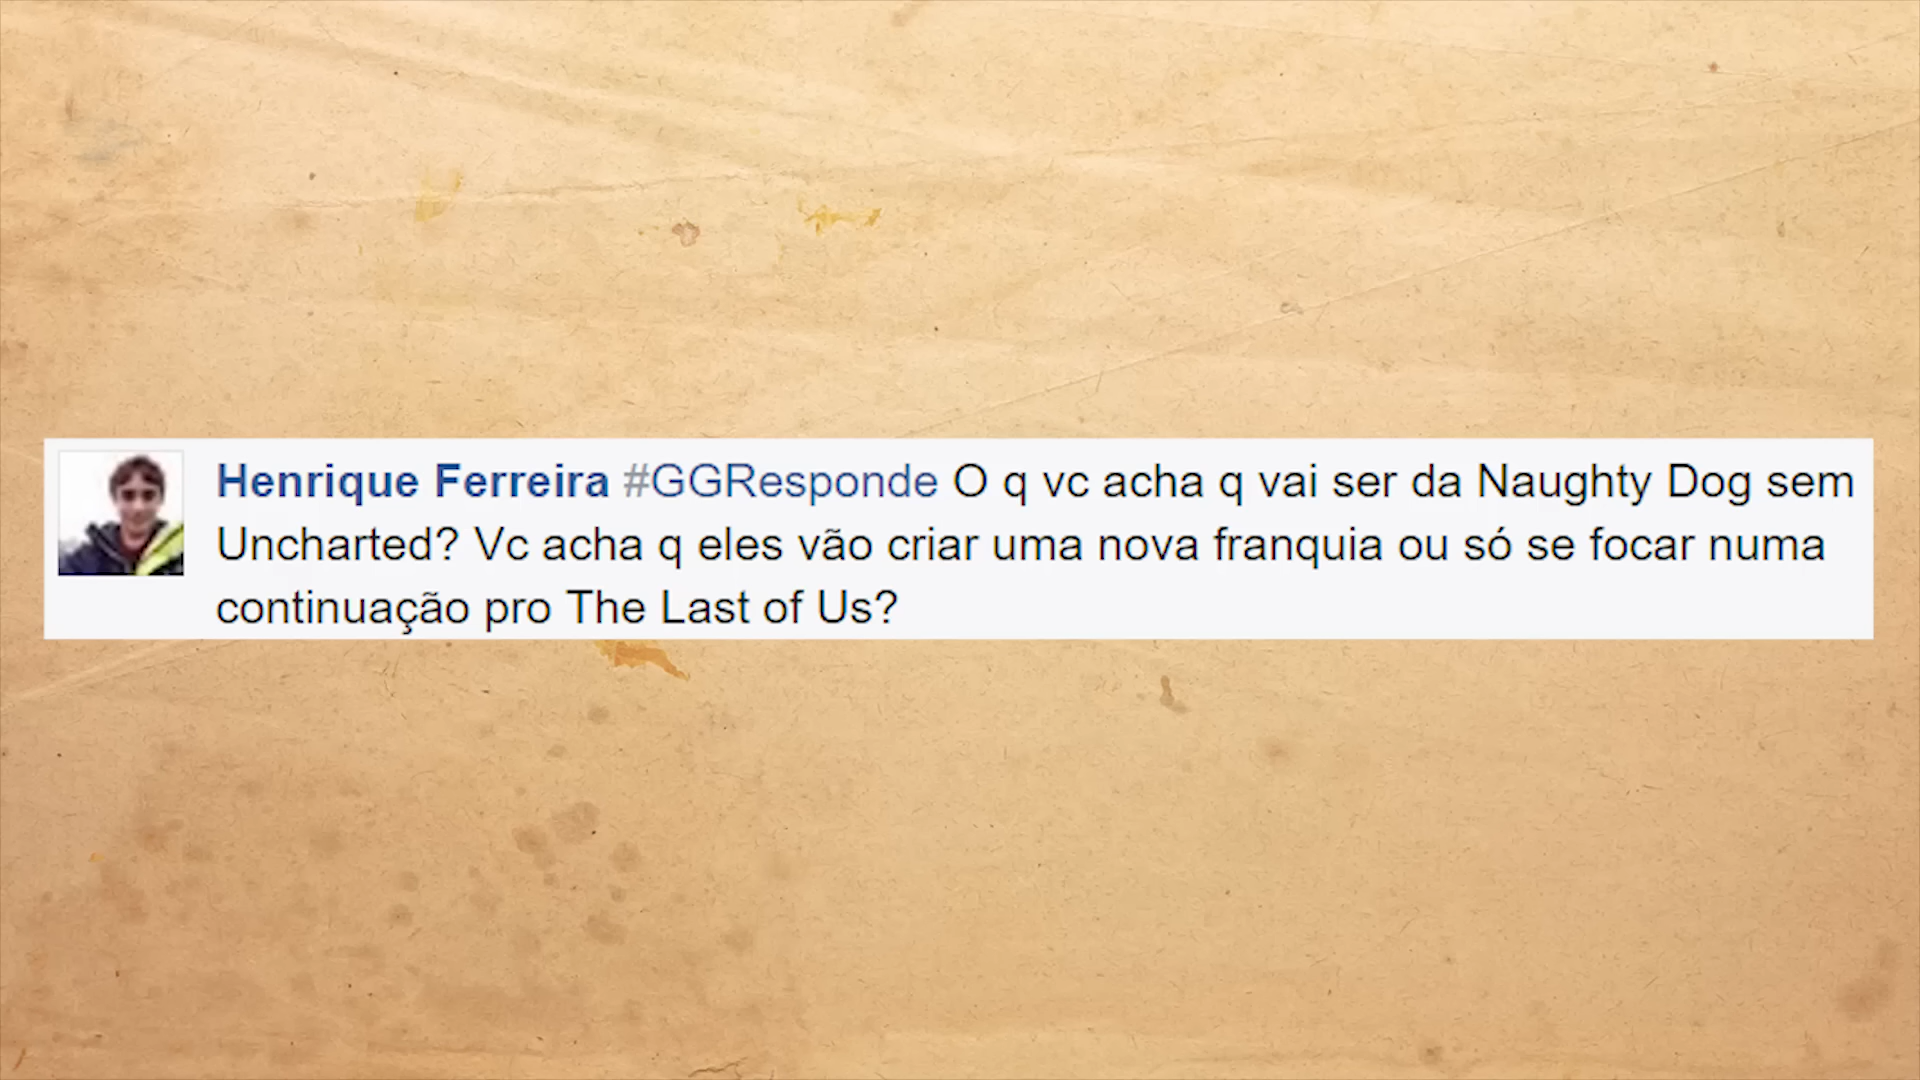 Henrique Ferreira #GGResponde O q vc acha q vai ser da Naughty Dog sem
Uncharted? Vc acha q eles vão criar uma nova franquia ou só se focar numa
continuação pro The Last of Us?